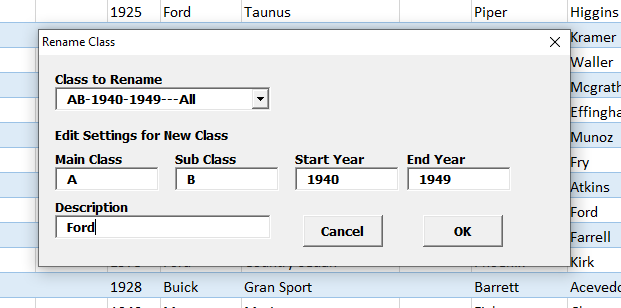 1925 Ford Taunus Piper Higgins
Rename Class
Kramer
Waller
Class to Rename
AB-1940-1949---All
Mcgrath
Effingha
Edit Settings for New Class
Munoz
Main Class Sub Class Start Year End Year
Fry
A B 1940 1949
Atkins
Description
Ford
Ford
Cancel OK
Farrell
Kirk
1928 Buick Gran Sport Barrett Acevedo